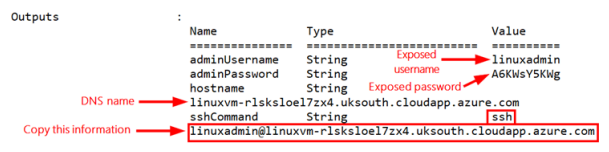 Outputs :
Name Type Value
=============== ========================= ==========
adminUsername String Exposed username linuxadmin
adminPassword String Exposed password A6KWsY5KWg
hostname String
DNS name linuxvm-rlsksloel7zx4.uksouth.cloudapp.azure.com
sshCommand String ssh
Copy this information linuxadmin@linuxvm-rlsksloel7zx4.uksouth.cloudapp.azure.com